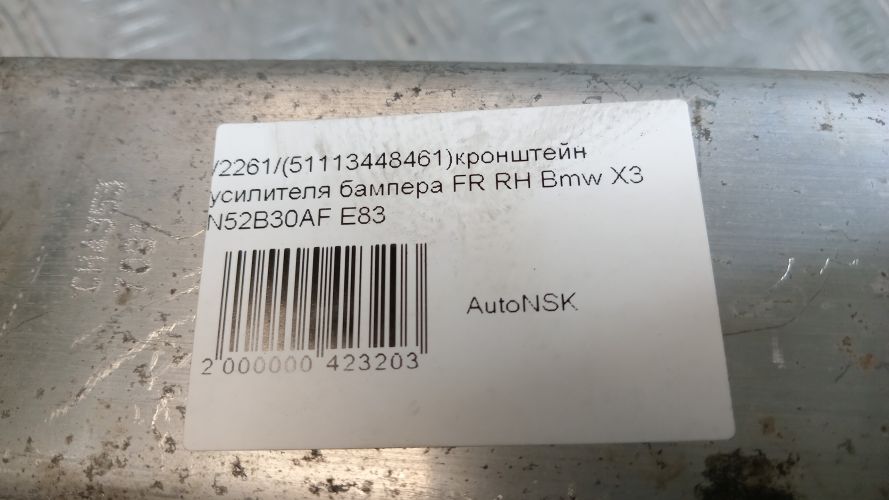 /2261/(51113448461)кронштейн
усилителя бампера FR RH Bmw X3
N52B30AF E83
AutoNSK
2 000000 423203